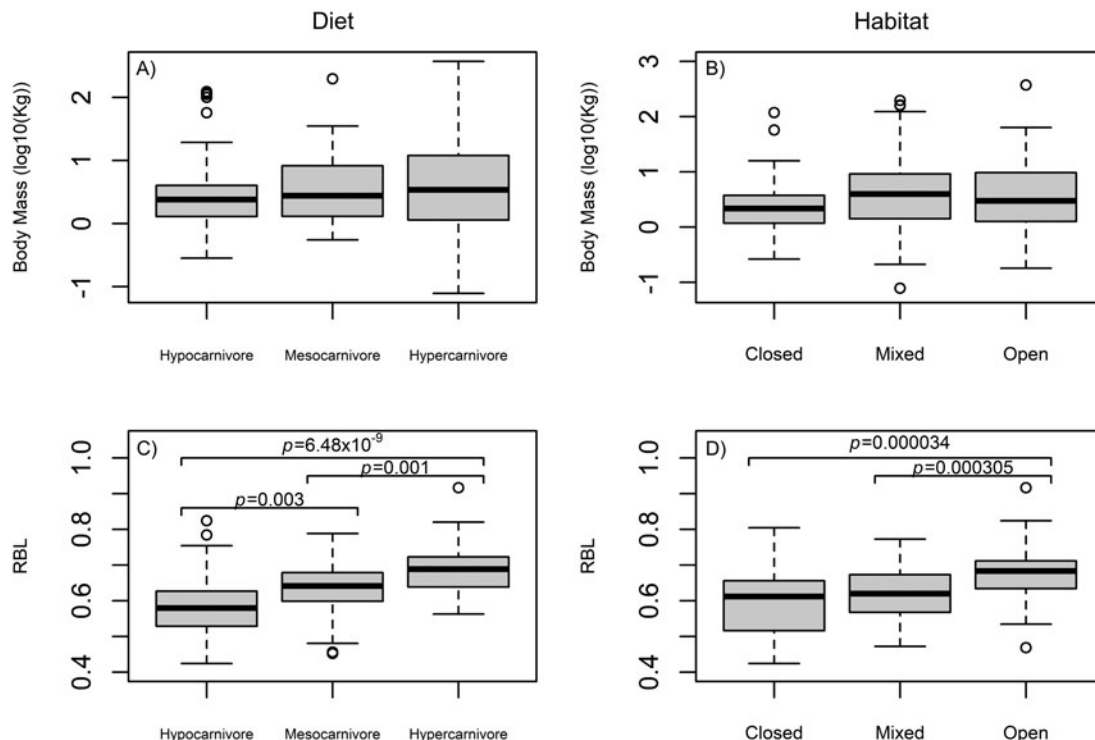 Diet
Habitat
A)
Body Mass (log10(Kg))
2
1
0
-1
Hypocarnivore Mesocarnivore Hypercarnivore
B)
Body Mass (log10(Kg))
3
2
1
0
-1
Closed Mixed Open
C)
RBL
1.0
0.8
0.6
0.4
p=6.48x10-9
p=0.001
p=0.003
Hypocarnivore Mesocarnivore Hypercarnivore
D)
RBL
1.0
0.8
0.6
0.4
p=0.000034
p=0.000305
Closed Mixed Open